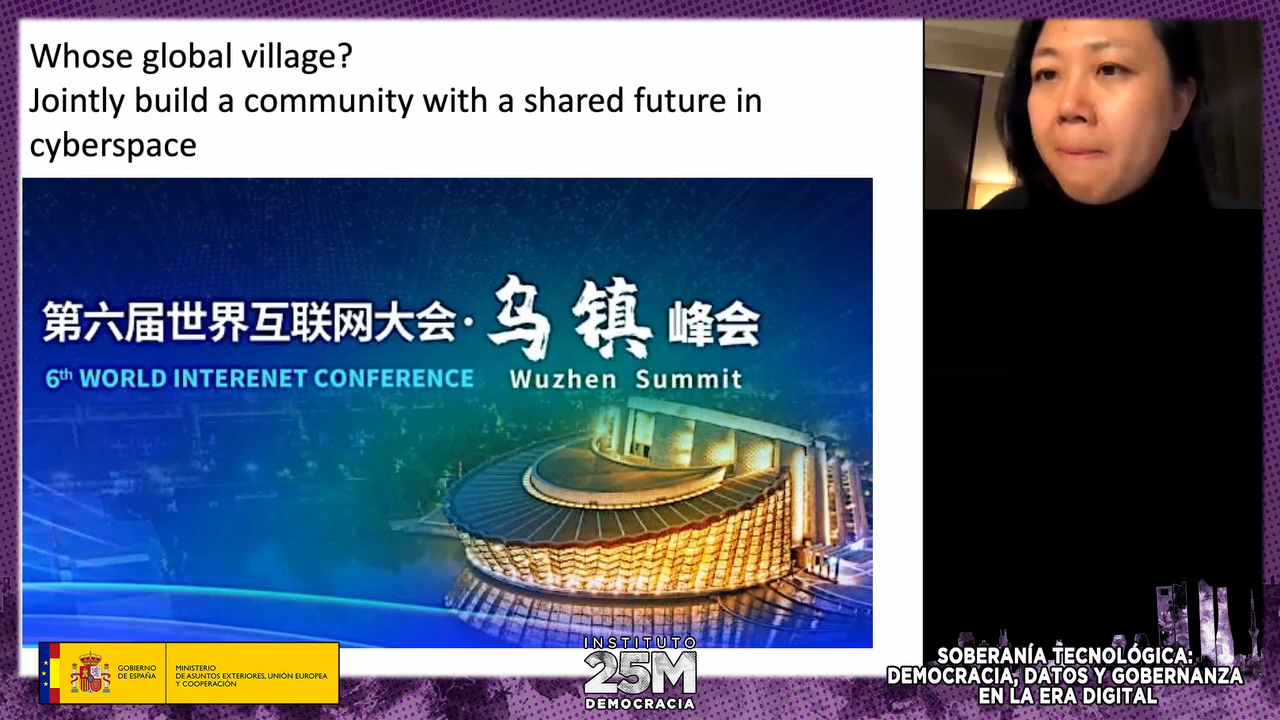 Whose global village?
Jointly build a community with a shared future in
cyberspace
第六届世界互联网大会·乌镇峰会
6th WORLD INTERENET CONFERENCE Wuzhen Summit
GOBIERNO
DE ESPAÑA
MINISTERIO
DE ASUNTOS EXTERIORES, UNIÓN EUROPEA
Y COOPERACIÓN
INSTITUTO
25M
DEMOCRACIA
SOBERANÍA TECNOLÓGICA:
DEMOCRACIA, DATOS Y GOBERNANZA
EN LA ERA DIGITAL